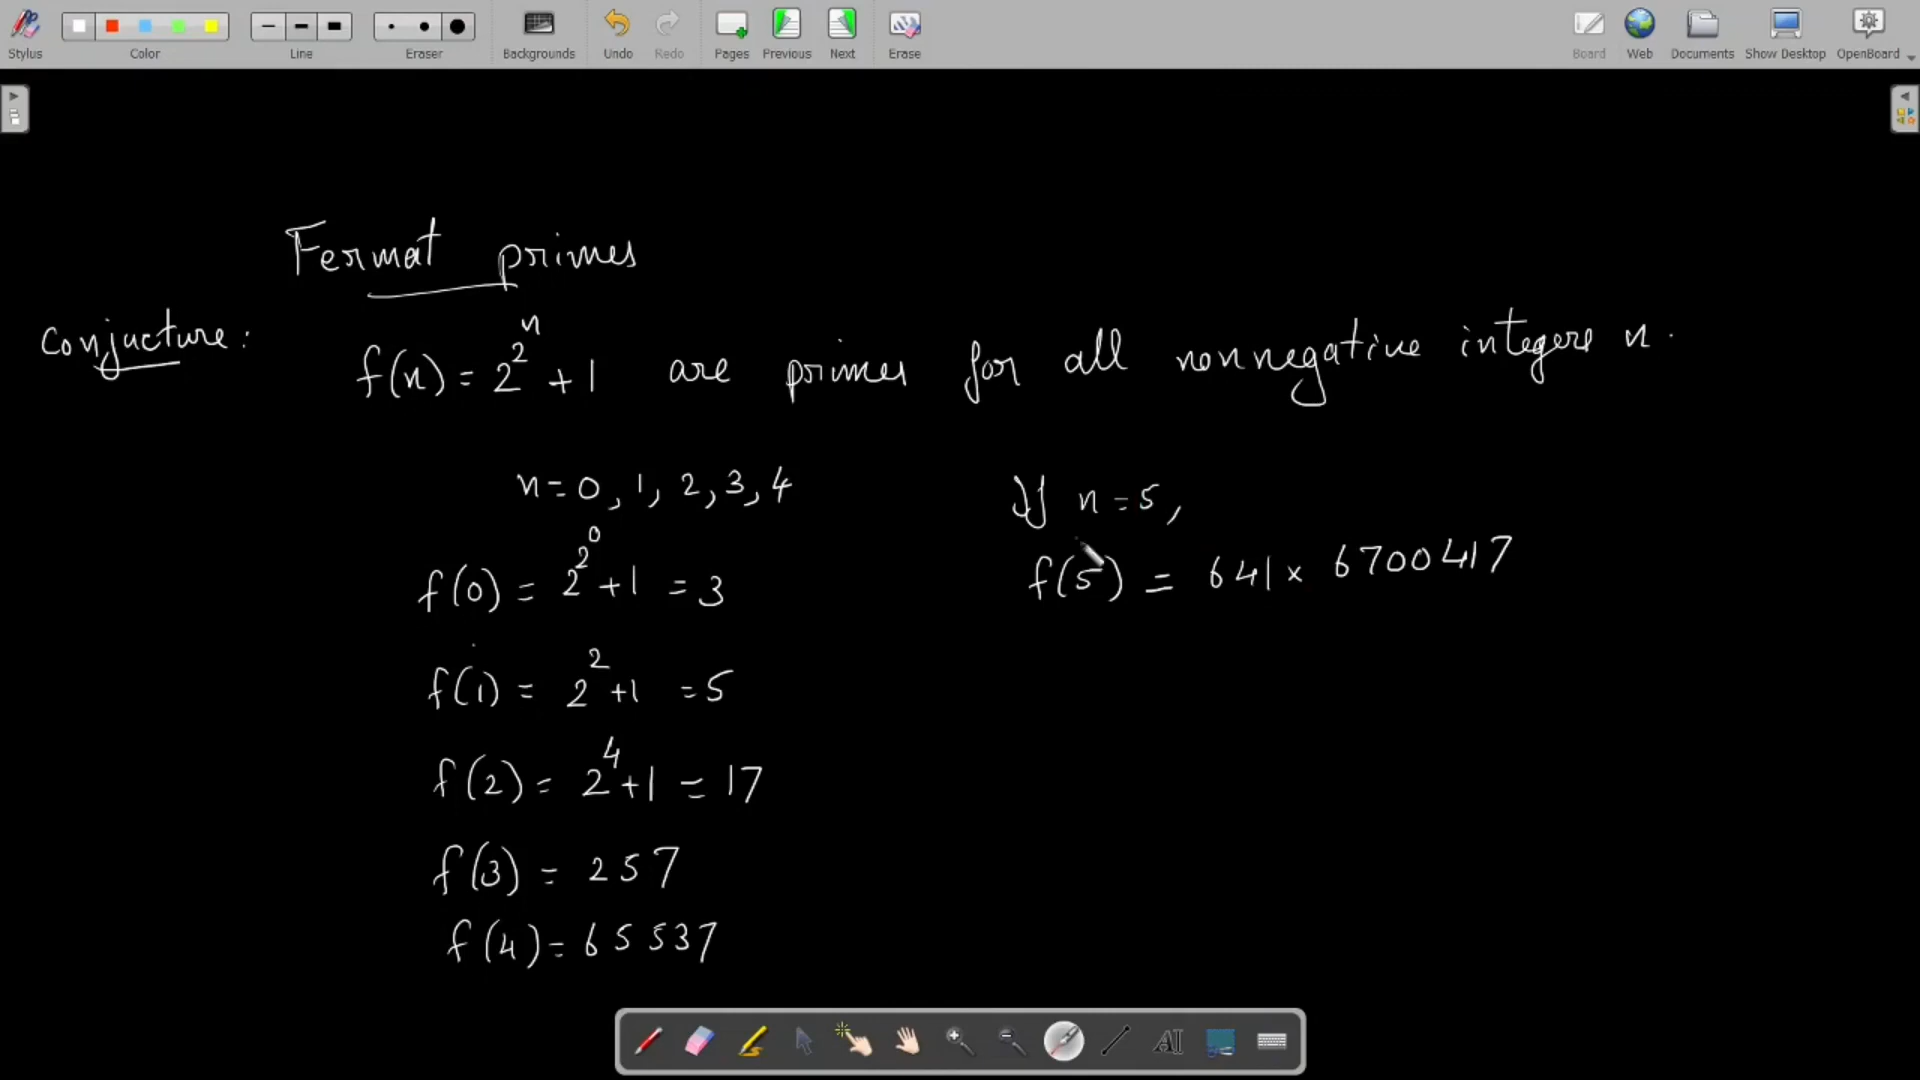 Stylus Color Line Eraser Backgrounds Undo Redo Pages Previous Next Erase Board Web Documents Show Desktop OpenBoard
Fermat primes
Conjucture:
f(n) = 2^2^n + 1 are primes for all nonnegative integers n.
n = 0, 1, 2, 3, 4
f(0) = 2^2^0 + 1 = 3
f(1) = 2^2 + 1 = 5
f(2) = 2^4 + 1 = 17
f(3) = 257
f(4) = 65537
If n = 5,
f(5) = 641 × 6700417
AI